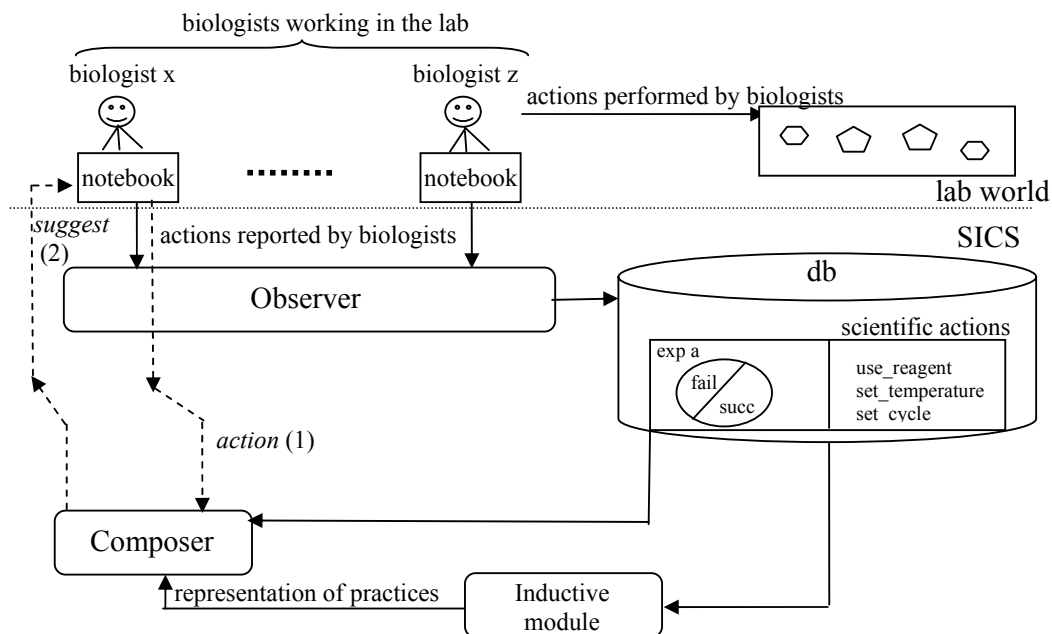 biologists working in the lab
biologist x
biologist z
actions performed by biologists
notebook
notebook
lab world
suggest
(2)
actions reported by biologists
SICS
Observer
db
scientific actions
exp a
fail
succ
use_reagent
set_temperature
set_cycle
action (1)
Composer
representation of practices
Inductive
module